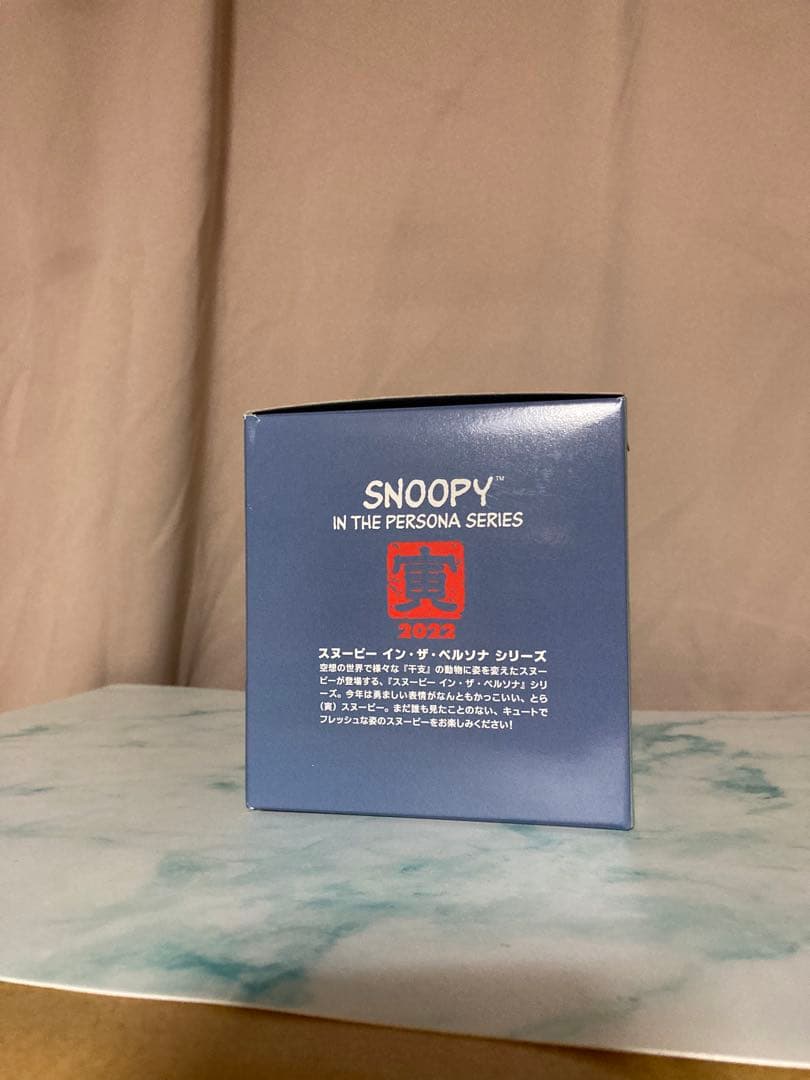 SNOOPY™
IN THE PERSONA SERIES
寅
2022
スヌーピー イン・ザ・ペルソナ シリーズ
空想の世界で様々な『干支』の動物に姿を変えたスヌー
ピーが登場する、『スヌーピー イン・ザ・ペルソナ』シリ
ーズ。今年は勇ましい表情がなんともかっこいい、とら
(寅)スヌーピー。まだ誰も見たことのない、キュートで
フレッシュな姿のスヌーピーをお楽しみください!